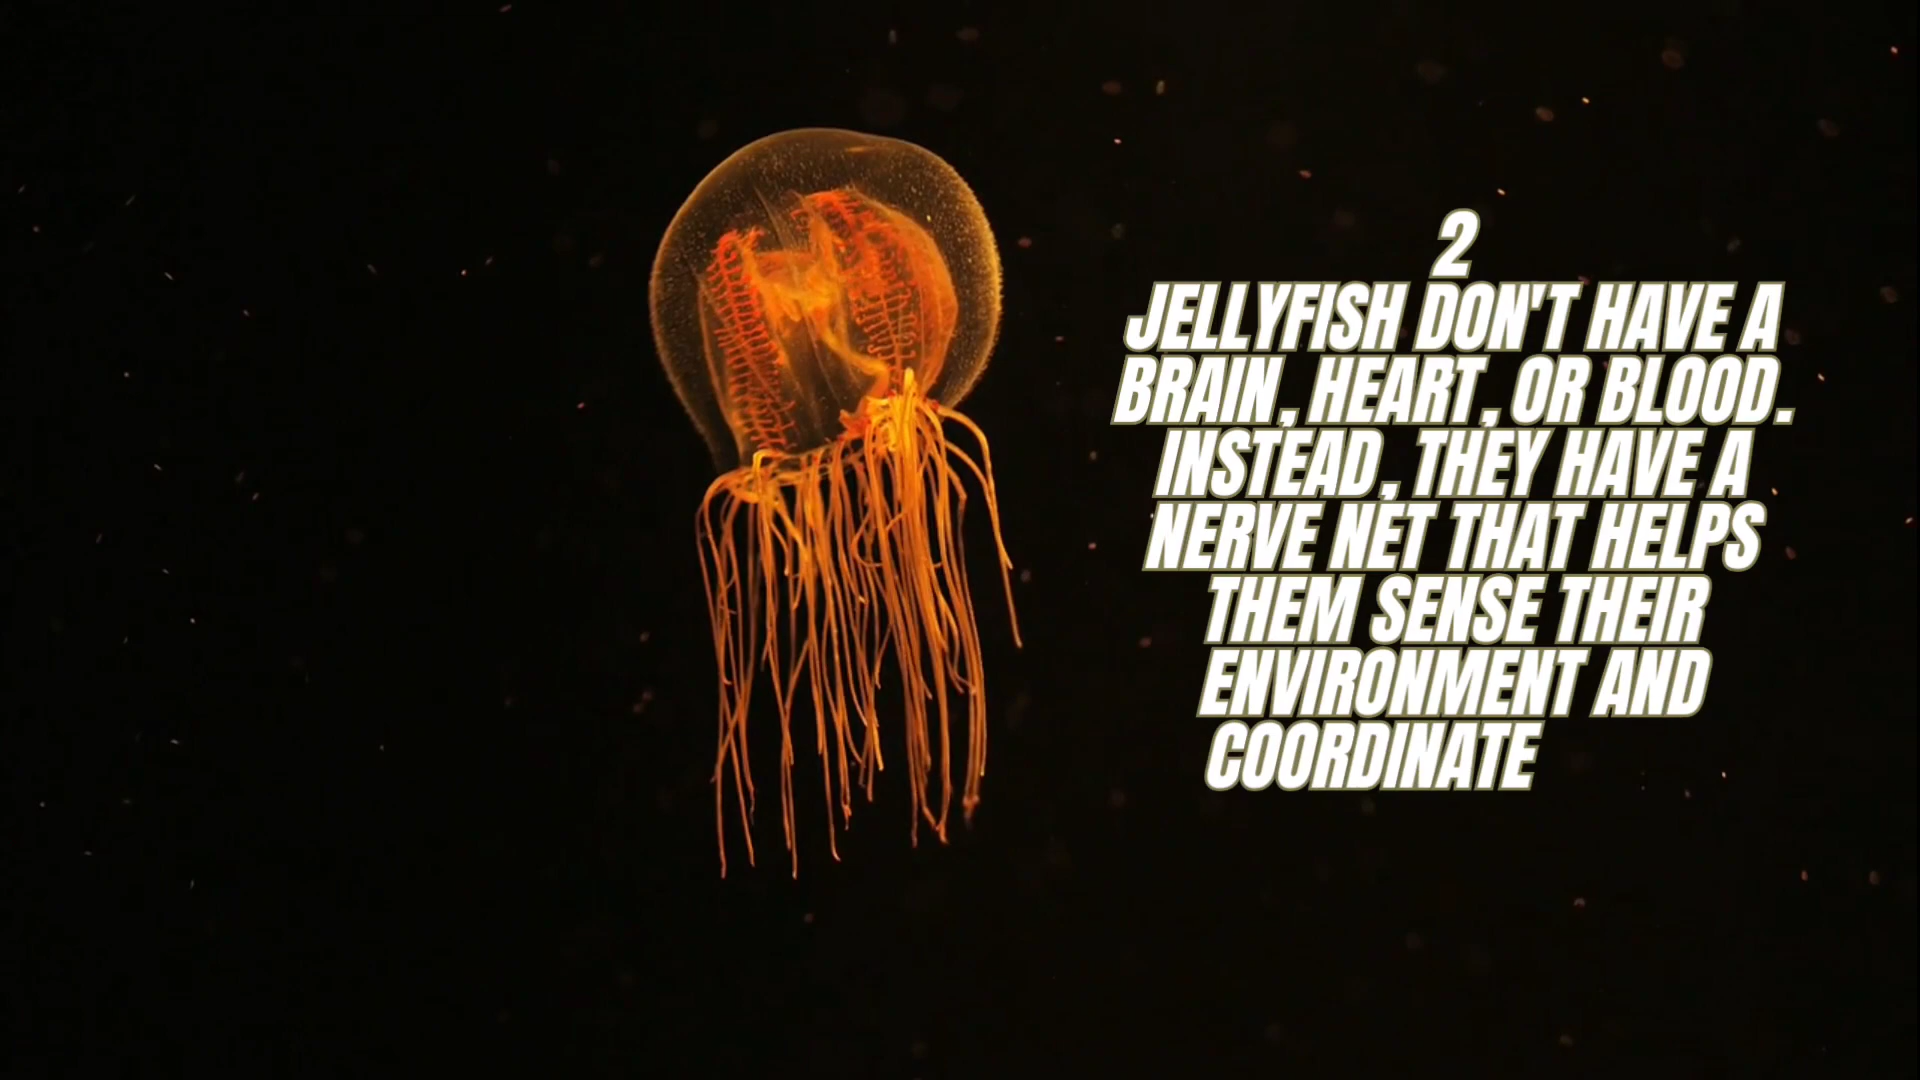 2
JELLYFISH DON'T HAVE A
BRAIN, HEART, OR BLOOD.
INSTEAD, THEY HAVE A
NERVE NET THAT HELPS
THEM SENSE THEIR
ENVIRONMENT AND
COORDINATE